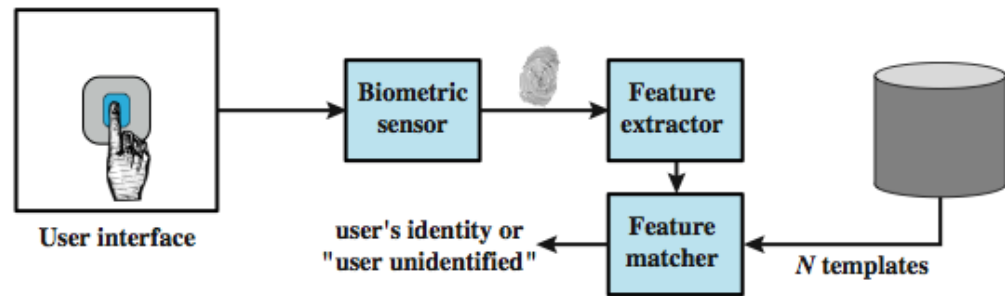 Biometric
sensor
Feature
extractor
User interface
user's identity or
"user unidentified"
Feature
matcher
N templates